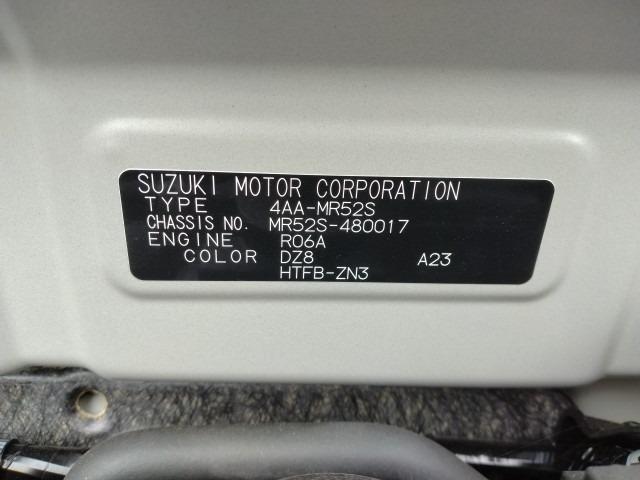 SUZUKI MOTOR CORPORATION
TYPE 4AA-MR52S
CHASSIS NO. MR52S-480017
ENGINE R06A
COLOR DZ8 A23
HTFB-ZN3